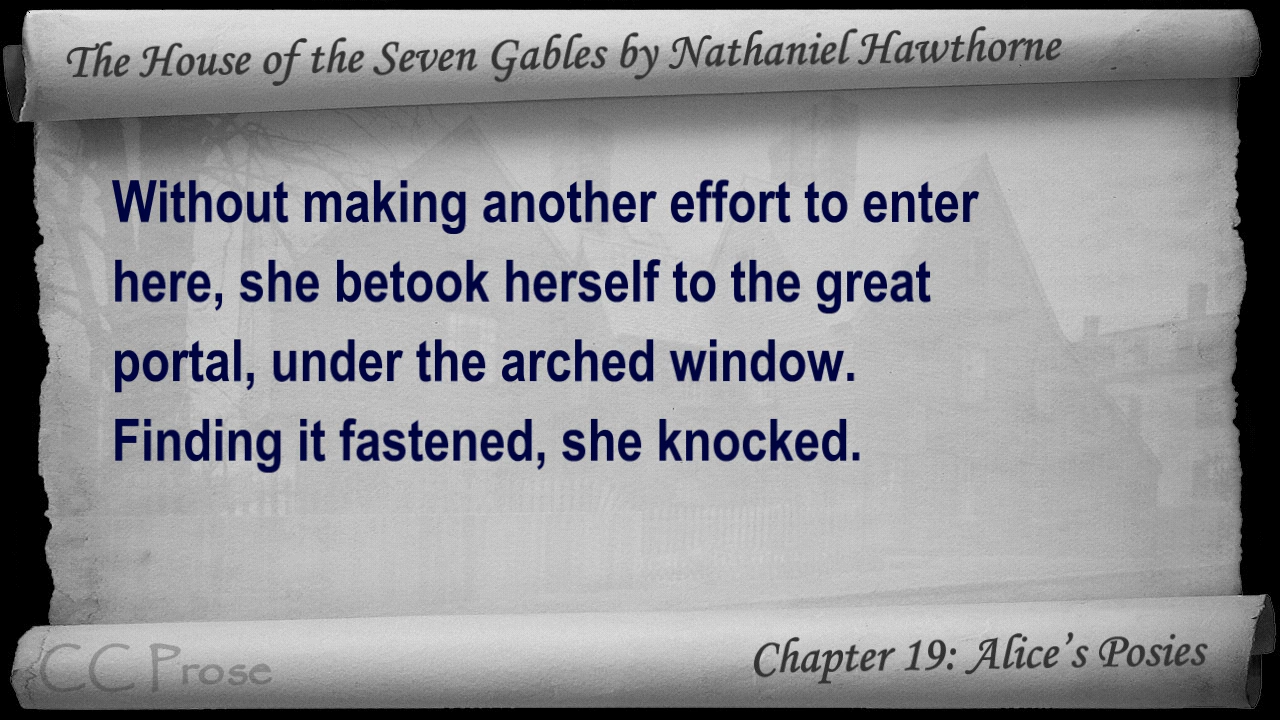 The House of the Seven Gables by Nathaniel Hawthorne
Without making another effort to enter
here, she betook herself to the great
portal, under the arched window.
Finding it fastened, she knocked.
CC Prose
Chapter 19: Alice's Posies